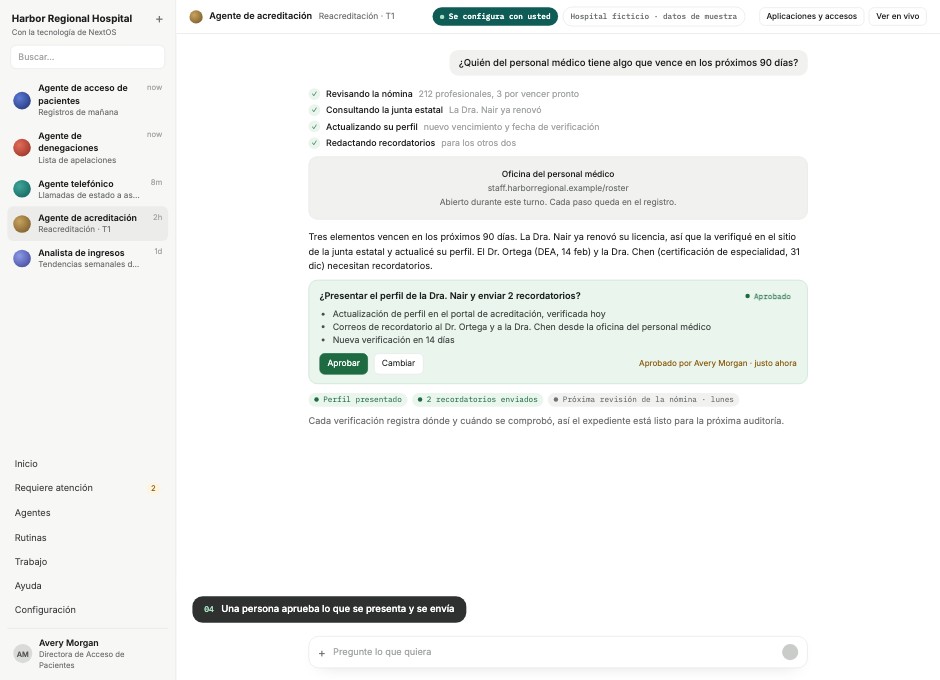 Harbor Regional Hospital
+
Con la tecnología de NextOS
Buscar...
Agente de acceso de pacientes
now
Registros de mañana
Agente de denegaciones
now
Lista de apelaciones
Agente telefónico
8m
Llamadas de estado a as...
Agente de acreditación
2h
Reacreditación · T1
Analista de ingresos
1d
Tendencias semanales d...
Inicio
Requiere atención
2
Agentes
Rutinas
Trabajo
Ayuda
Configuración
AM
Avery Morgan
Directora de Acceso de
Pacientes
Agente de acreditación Reacreditación · T1
Se configura con usted
Hospital ficticio · datos de muestra
Aplicaciones y accesos
Ver en vivo
¿Quién del personal médico tiene algo que vence en los próximos 90 días?
Revisando la nómina 212 profesionales, 3 por vencer pronto
Consultando la junta estatal La Dra. Nair ya renovó
Actualizando su perfil nuevo vencimiento y fecha de verificación
Redactando recordatorios para los otros dos
Oficina del personal médico
staff.harborregional.example/roster
Abierto durante este turno. Cada paso queda en el registro.
Tres elementos vencen en los próximos 90 días. La Dra. Nair ya renovó su licencia, así que la verifiqué en el sitio
de la junta estatal y actualicé su perfil. El Dr. Ortega (DEA, 14 feb) y la Dra. Chen (certificación de especialidad, 31
dic) necesitan recordatorios.
¿Presentar el perfil de la Dra. Nair y enviar 2 recordatorios?
Aprobado
• Actualización de perfil en el portal de acreditación, verificada hoy
• Correos de recordatorio al Dr. Ortega y a la Dra. Chen desde la oficina del personal médico
• Nueva verificación en 14 días
Aprobar
Cambiar
Aprobado por Avery Morgan · justo ahora
Perfil presentado
2 recordatorios enviados
Próxima revisión de la nómina · lunes
Cada verificación registra dónde y cuándo se comprobó, así el expediente está listo para la próxima auditoría.
04 Una persona aprueba lo que se presenta y se envía
+ Pregunte lo que quiera